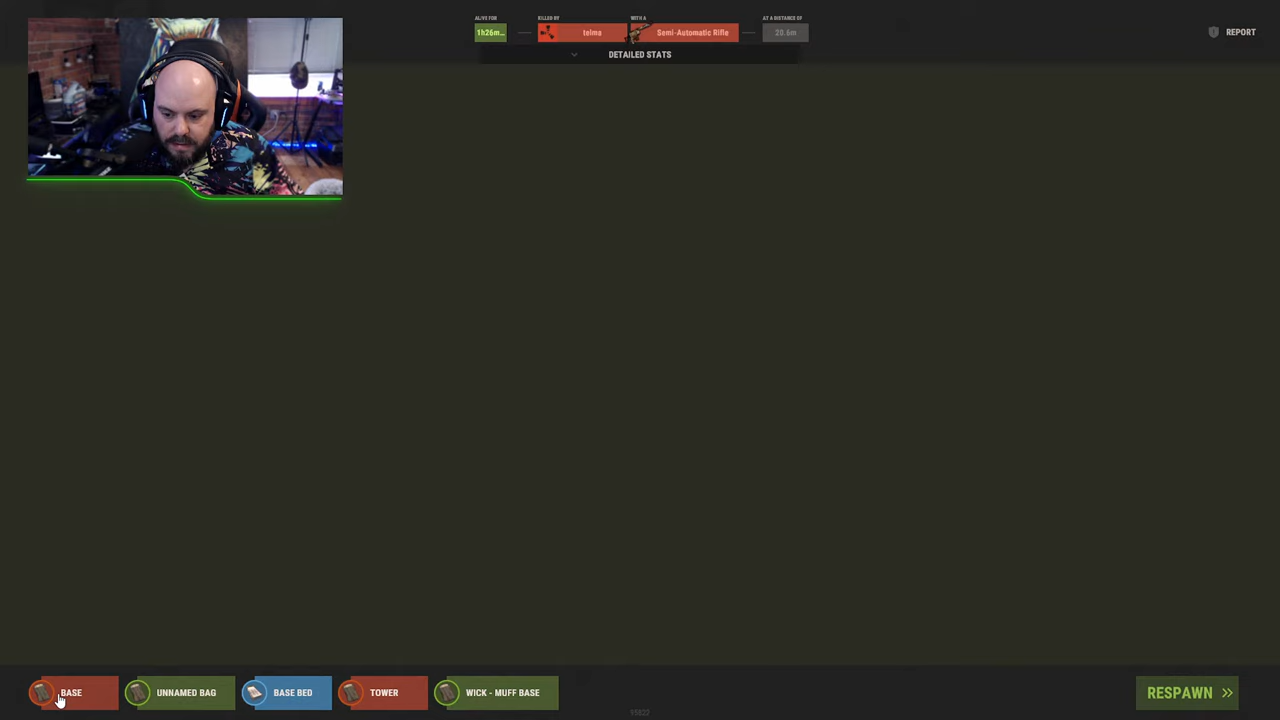 ALIVE FOR
KILLED BY
WITH A
AT A DISTANCE OF
1h26m...
telma
Semi-Automatic Rifle
20.6m
REPORT
DETAILED STATS
BASE
UNNAMED BAG
BASE BED
TOWER
WICK - MUFF BASE
RESPAWN